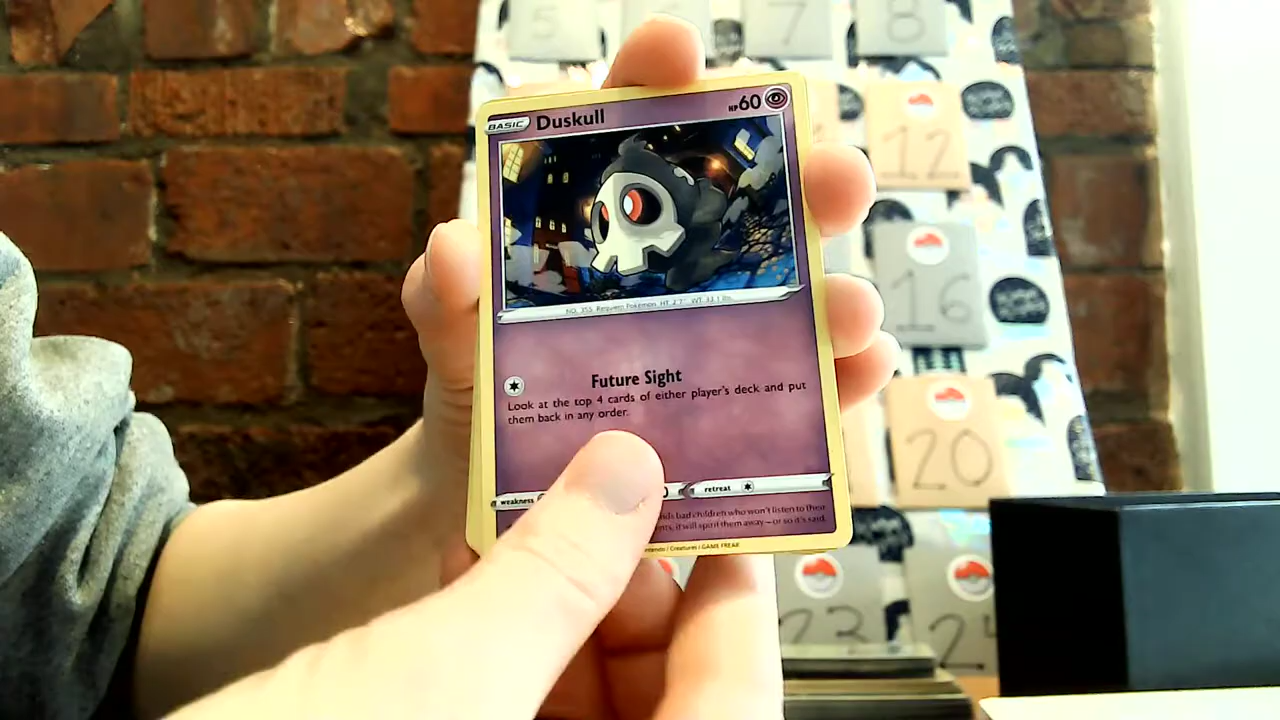 5
7
8
12
16
20
23
BASIC Duskull HP60
NO. 355 Requiem Pokémon HT 2'7" WT 33.1 lbs.
Future Sight
Look at the top 4 cards of either player's deck and put
them back in any order.
weakness
retreat
bad children who won't listen to their
it will spirit them away—or so it's said.
Creatures / GAME FREAK